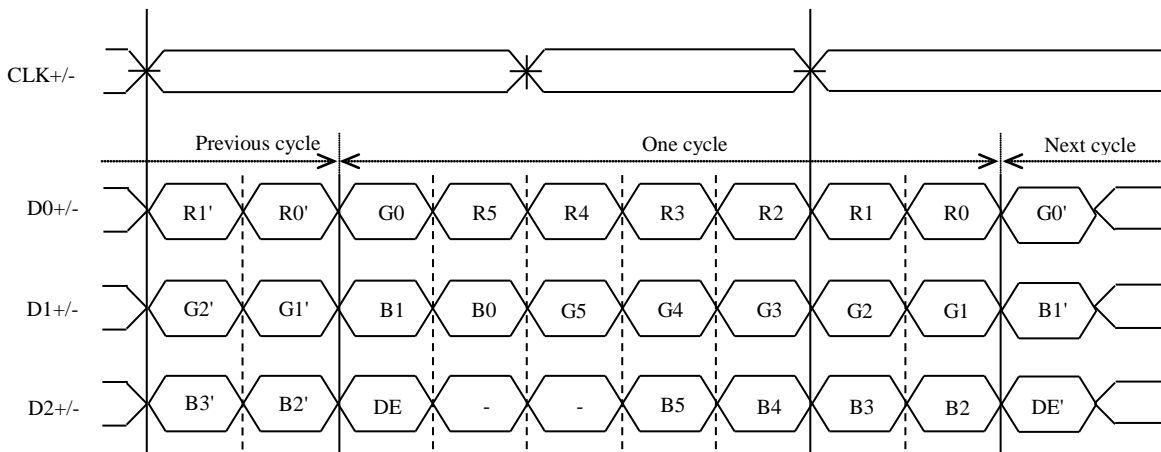 CLK+/-
Previous cycle One cycle Next cycle
D0+/- R1' R0' G0 R5 R4 R3 R2 R1 R0 G0'
D1+/- G2' G1' B1 B0 G5 G4 G3 G2 G1 B1'
D2+/- B3' B2' DE - - B5 B4 B3 B2 DE'